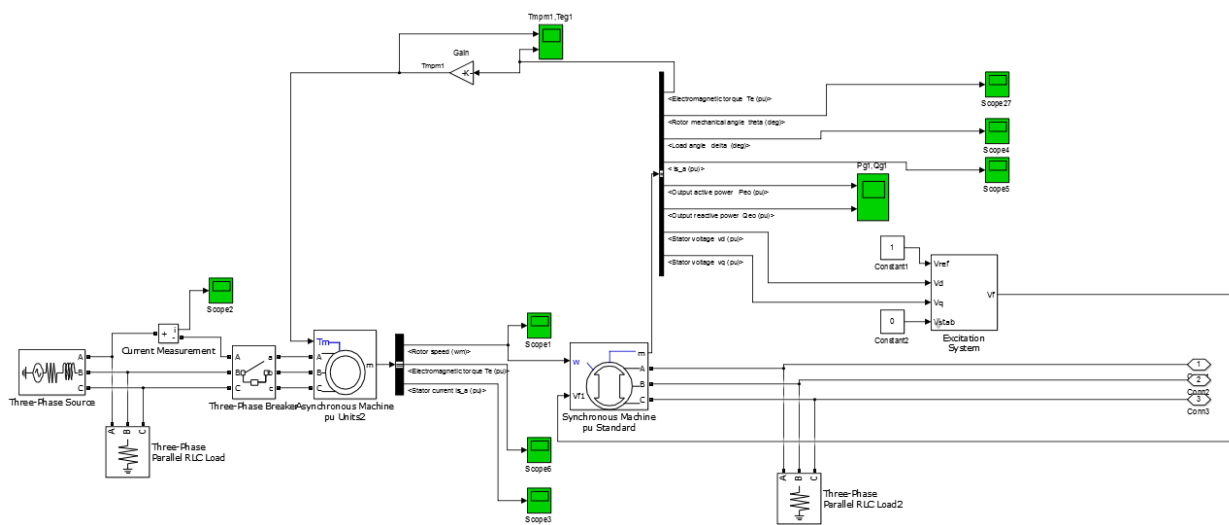 Tmpm1,Teg1
Gain
Tmpm1
-K-
<Electromagnetic torque Te (pu)>
Scope27
<Rotor mechanical angle theta (deg)>
<Load angle delta (deg)>
Scope4
<is_a (pu)>
Pg1,Qg1
Scope5
<Output active power Peo (pu)>
<Output reactive power Qeo (pu)>
<Stator voltage vd (pu)>
<Stator voltage vq (pu)>
1
Constant1
Vref
Vd
Vq
Vstab
Vf
0
Constant2
Excitation
System
Scope2
+
-
i
Current Measurement
A
B
C
Three-Phase Source
A
B
C
a
b
c
Three-Phase Breaker
Tm
A
B
C
m
Asynchronous Machine
pu Units2
<Rotor speed (wm)>
<Electromagnetic torque Te (pu)>
<Stator current is_a (pu)>
Scope1
w
Vf1
m
A
B
C
Synchronous Machine
pu Standard
1
2
Conn2
3
Conn3
A
B
C
Three-Phase
Parallel RLC Load
Scope6
Scope3
A
B
C
Three-Phase
Parallel RLC Load2